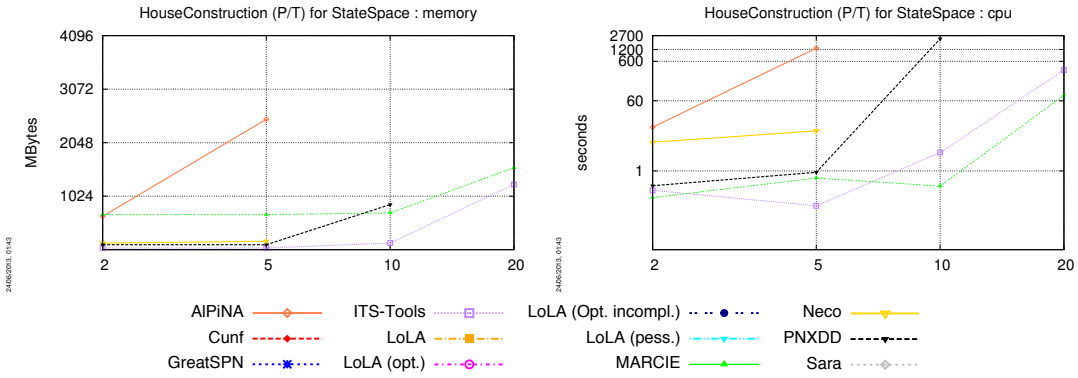 HouseConstruction (P/T) for StateSpace : memory
4096
3072
2048
1024
MBytes
2 5 10 20
24/06/2013, 01:43
HouseConstruction (P/T) for StateSpace : cpu
2700
1200
600
60
1
seconds
2 5 10 20
24/06/2013, 01:43
AlPiNA ITS-Tools LoLA (Opt. incompl.) Neco
Cunf LoLA LoLA (pess.) PNXDD
GreatSPN LoLA (opt.) MARCIE Sara